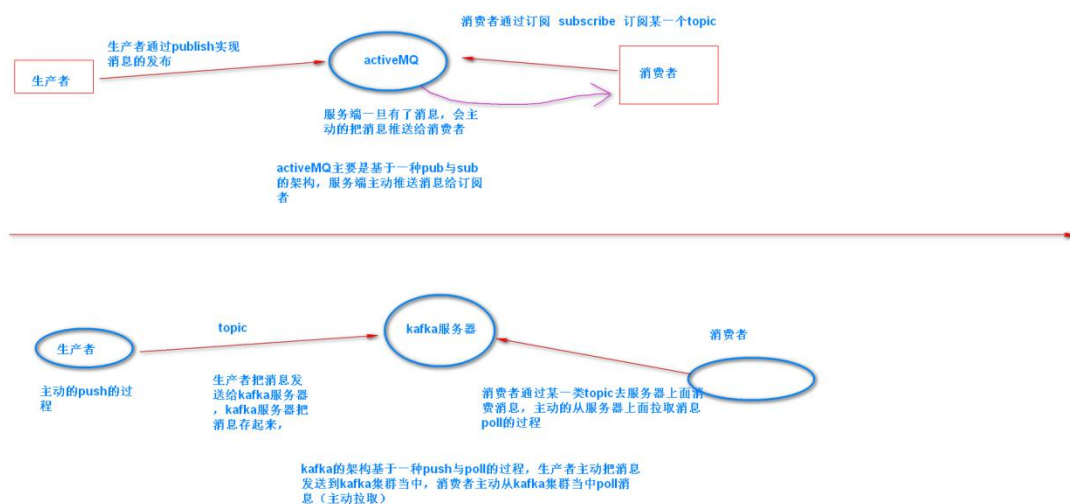 消费者通过订阅 subscribe 订阅某一个topic
生产者通过publish实现
消息的发布
生产者
activeMQ
消费者
服务端一旦有了消息，会主
动的把消息推送给消费者
activeMQ主要是基于一种pub与sub
的架构，服务端主动推送消息给订阅
者
topic
kafka服务器
消费者
生产者
主动的push的过
程
生产者把消息发
送给kafka服务器
，kafka服务器把
消息存起来，
消费者通过某一类topic去服务器上面消
费消息，主动的从服务器上面拉取消息
poll的过程
kafka的架构基于一种push与poll的过程，生产者主动把消息
发送到kafka集群当中，消费者主动从kafka集群当中poll消
息（主动拉取）